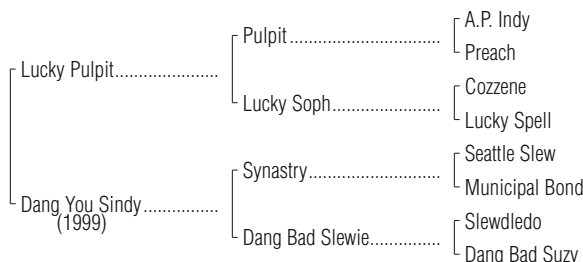 A.P. Indy
Pulpit
Preach
Lucky Pulpit
Cozzene
Lucky Soph
Lucky Spell
Seattle Slew
Synastry
Municipal Bond
Dang You Sindy
(1999)
Slewdledo
Dang Bad Slewie
Dang Bad Suzy